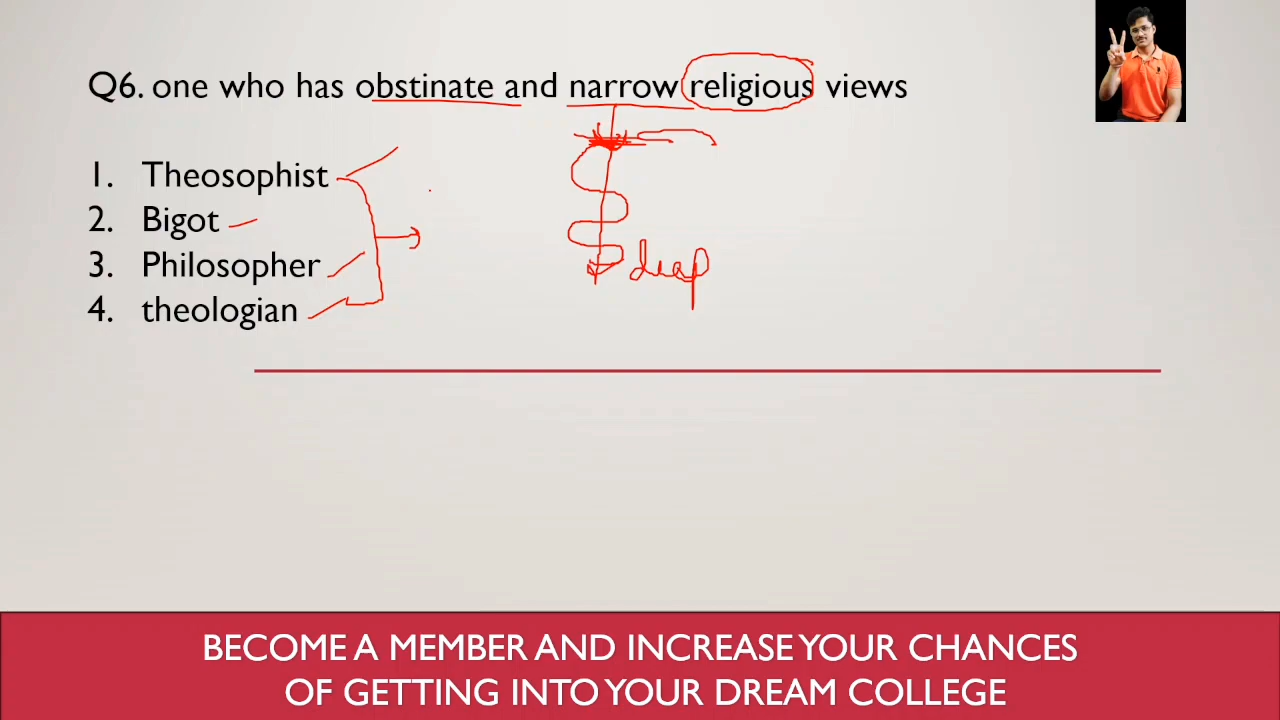 Q6. one who has obstinate and narrow religious views
1. Theosophist
2. Bigot
3. Philosopher
4. theologian
deep
BECOME A MEMBER AND INCREASE YOUR CHANCES
OF GETTING INTO YOUR DREAM COLLEGE